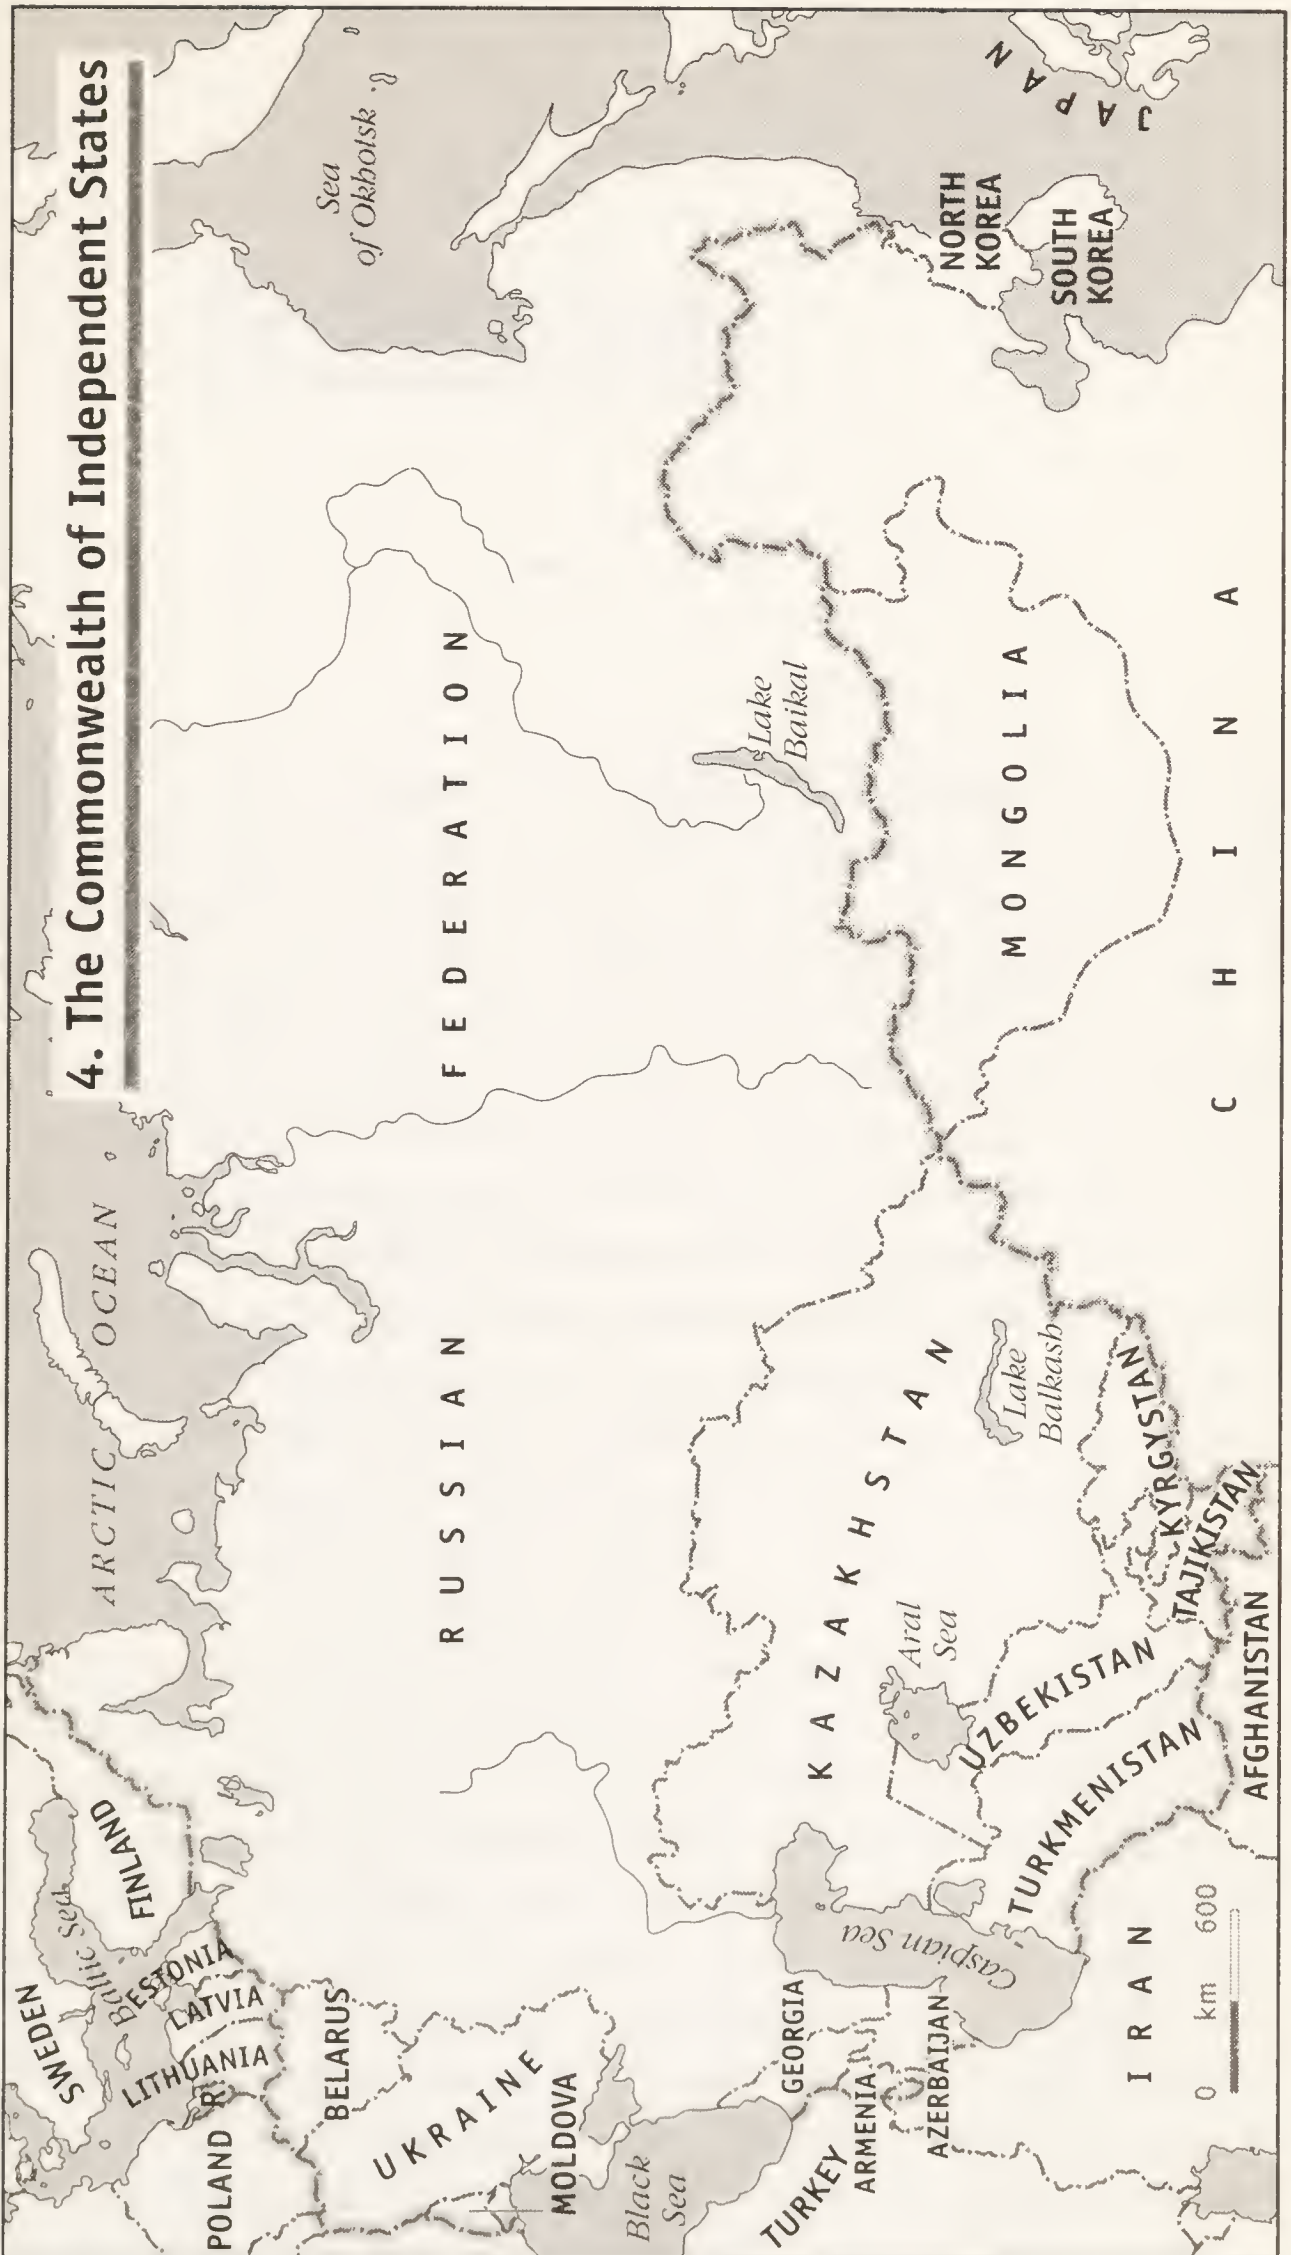 4. The Commonwealth of Independent States
ARCTIC OCEAN
Sea
of Okhotsk
SWEDEN
FINLAND
Baltic Sea
ESTONIA
LATVIA
LITHUANIA
R
POLAND
BELARUS
UKRAINE
MOLDOVA
Black
Sea
RUSSIAN
FEDERATION
Lake
Baikal
KAZAKHSTAN
Aral
Sea
Lake
Balkash
Caspian Sea
GEORGIA
ARMENIA
AZERBAIJAN
TURKEY
UZBEKISTAN
TURKMENISTAN
KYRGYSTAN
TAJIKISTAN
AFGHANISTAN
IRAN
MONGOLIA
CHINA
NORTH
KOREA
SOUTH
KOREA
JAPAN
0 km 600